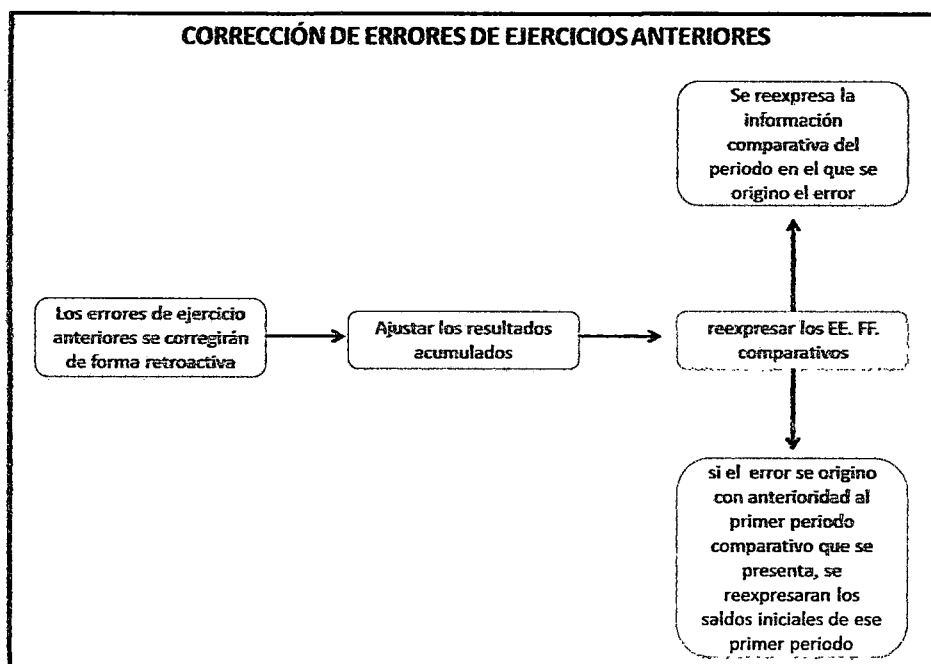 CORRECCIÓN DE ERRORES DE EJERCICIOS ANTERIORES
Se reexpresa la
información
comparativa del
periodo en el que se
origino el error
Los errores de ejercicio
anteriores se corregirán
de forma retroactiva
Ajustar los resultados
acumulados
reexpresar los EE. FF.
comparativos
si el error se origino
con anterioridad al
primer periodo
comparativo que se
presenta, se
reexpresaran los
saldos iniciales de ese
primer periodo